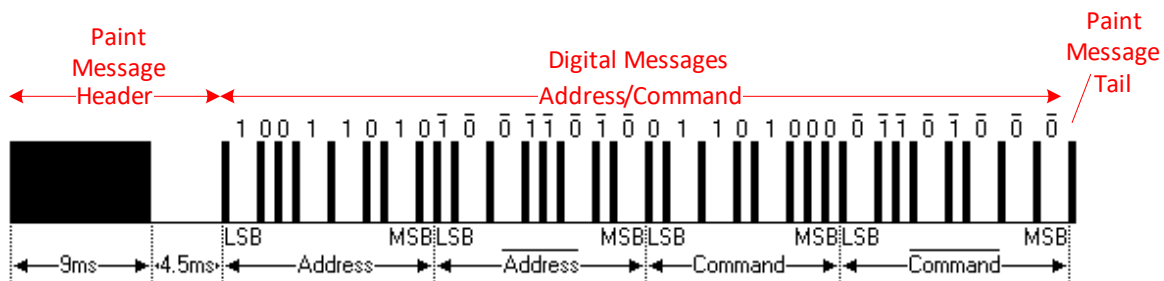 Paint
Message
Header
Digital Messages
Address/Command
Paint
Message
Tail
1 0 0 1 1 0 1 0 1̄ 0̄ 0̄ 1̄ 1̄ 0̄ 1̄ 0̄ 0 1 1 0 1 0 0 0 0̄ 1̄ 1̄ 0̄ 1̄ 0̄ 0̄ 0̄
LSB MSB LSB MSB LSB MSB LSB MSB
9ms 4.5ms Address A̅d̅d̅r̅e̅s̅s̅ Command C̅o̅m̅m̅a̅n̅d̅